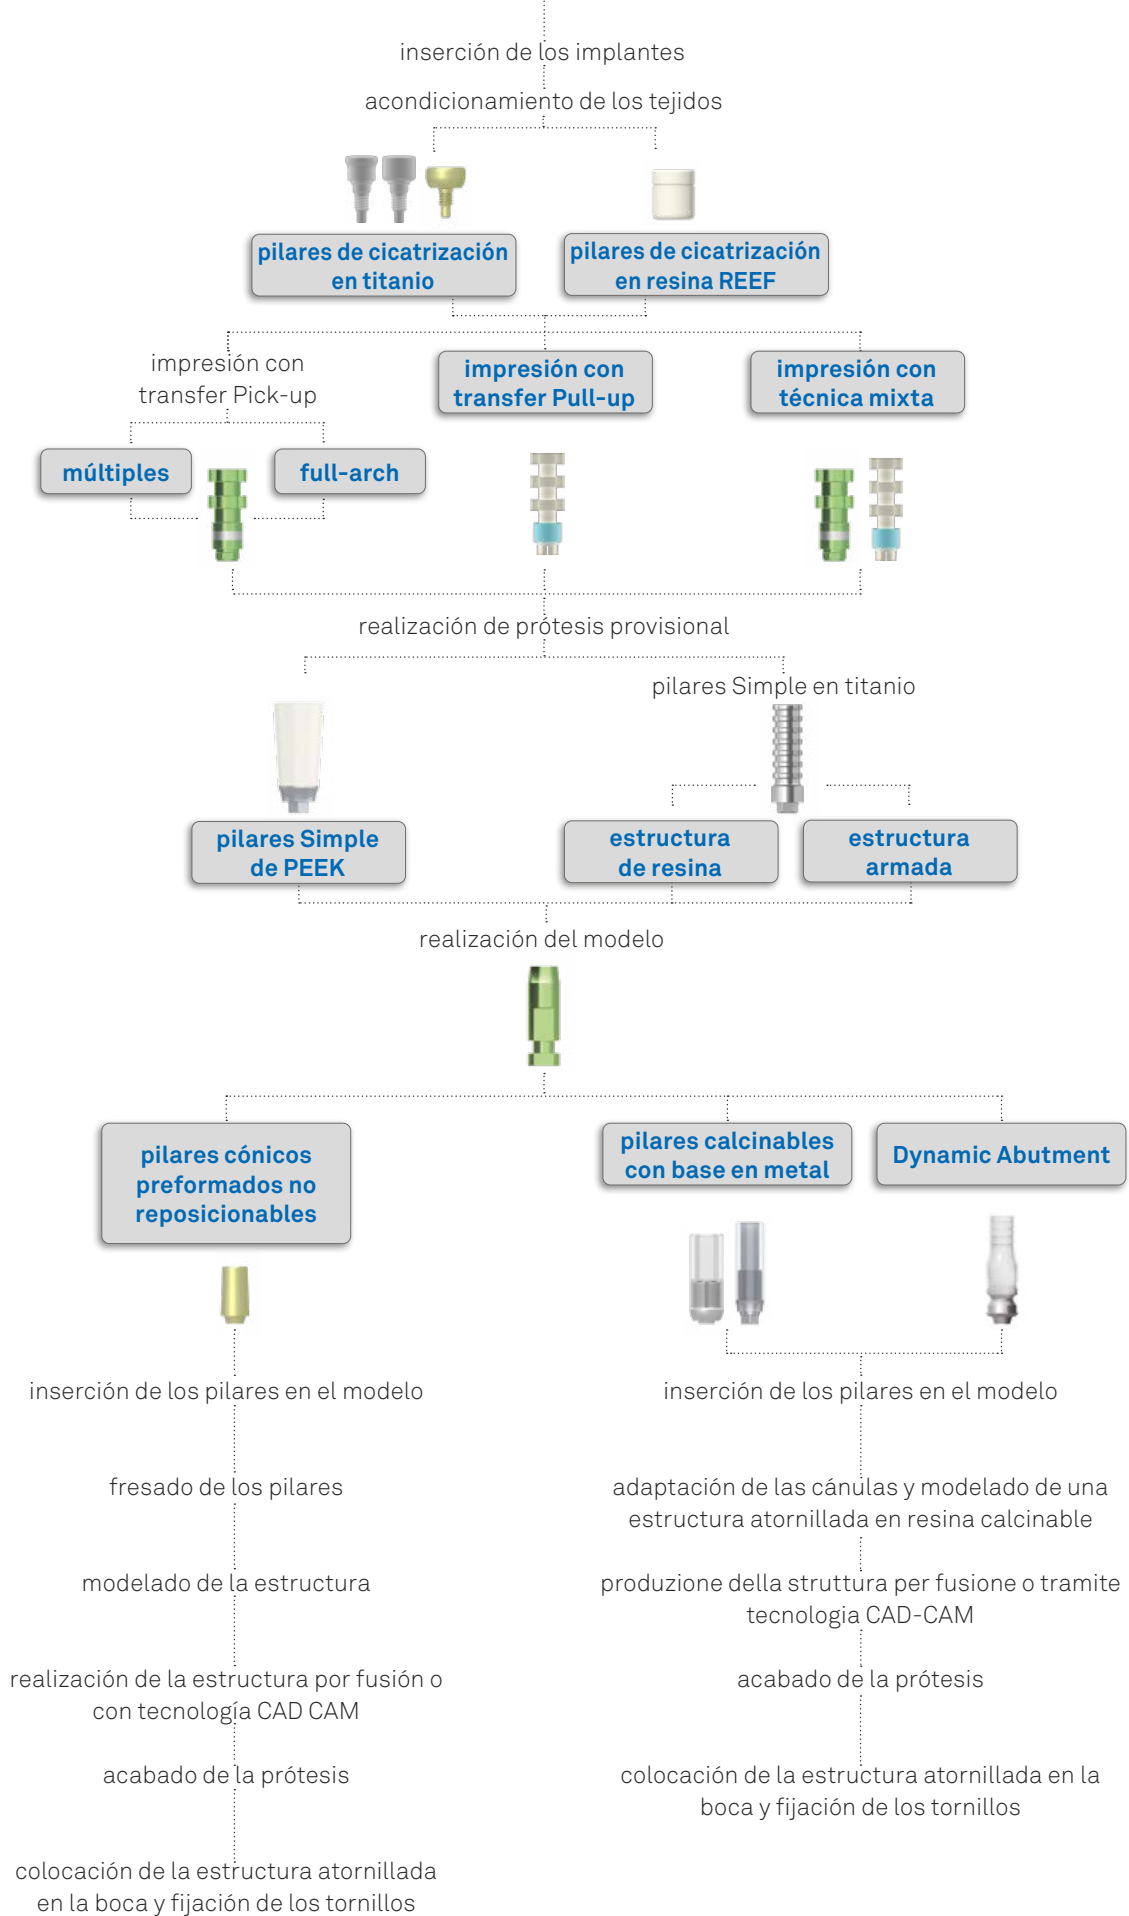 inserción de los implantes
acondicionamiento de los tejidos
pilares de cicatrización
en titanio
pilares de cicatrización
en resina REEF
impresión con
transfer Pick-up
impresión con
transfer Pull-up
impresión con
técnica mixta
múltiples
full-arch
realización de prótesis provisional
pilares Simple en titanio
pilares Simple
de PEEK
estructura
de resina
estructura
armada
realización del modelo
pilares cónicos
preformados no
reposicionables
pilares calcinables
con base en metal
Dynamic Abutment
inserción de los pilares en el modelo
fresado de los pilares
modelado de la estructura
realización de la estructura por fusión o
con tecnología CAD CAM
acabado de la prótesis
colocación de la estructura atornillada
en la boca y fijación de los tornillos
inserción de los pilares en el modelo
adaptación de las cánulas y modelado de una
estructura atornillada en resina calcinable
produzione della struttura per fusione o tramite
tecnologia CAD-CAM
acabado de la prótesis
colocación de la estructura atornillada en la
boca y fijación de los tornillos